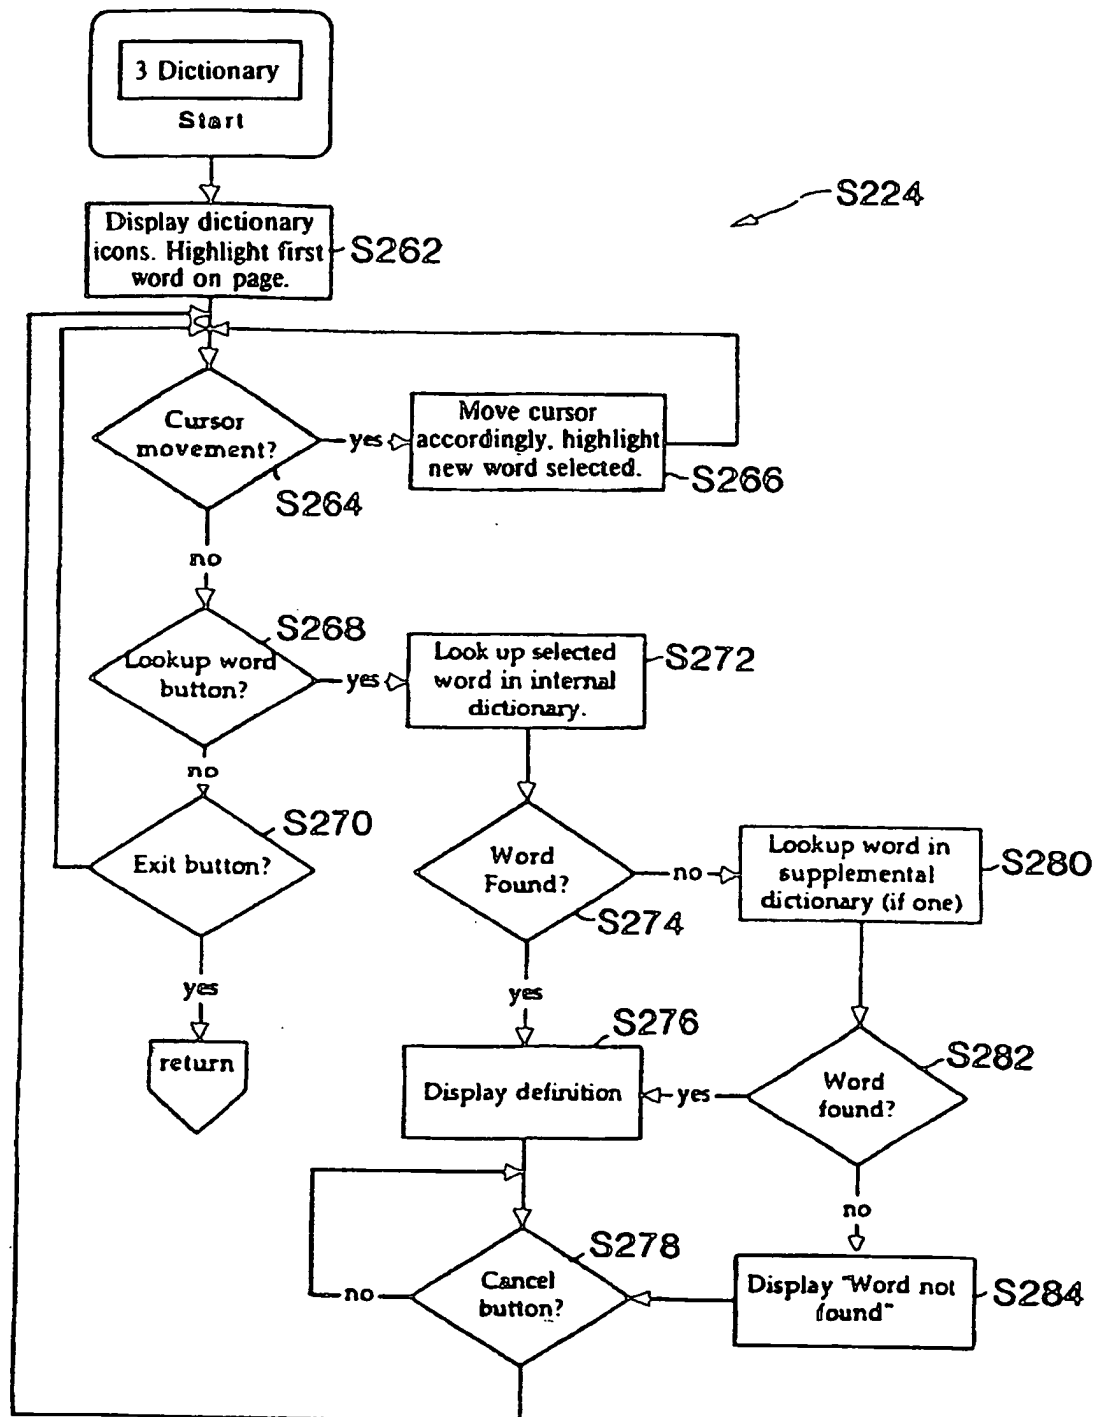 3 Dictionary
Start
S224
Display dictionary
icons. Highlight first
word on page.
S262
Cursor
movement?
S264
yes
Move cursor
accordingly, highlight
new word selected.
S266
no
S268
Lookup word
button?
yes
Look up selected
word in internal
dictionary.
S272
no
S270
Exit button?
yes
return
Word
Found?
S274
no
Lookup word in
supplemental
dictionary (if one)
S280
yes
S276
Display definition
yes
Word
found?
S282
no
S278
Cancel
button?
no
Display "Word not
found"
S284